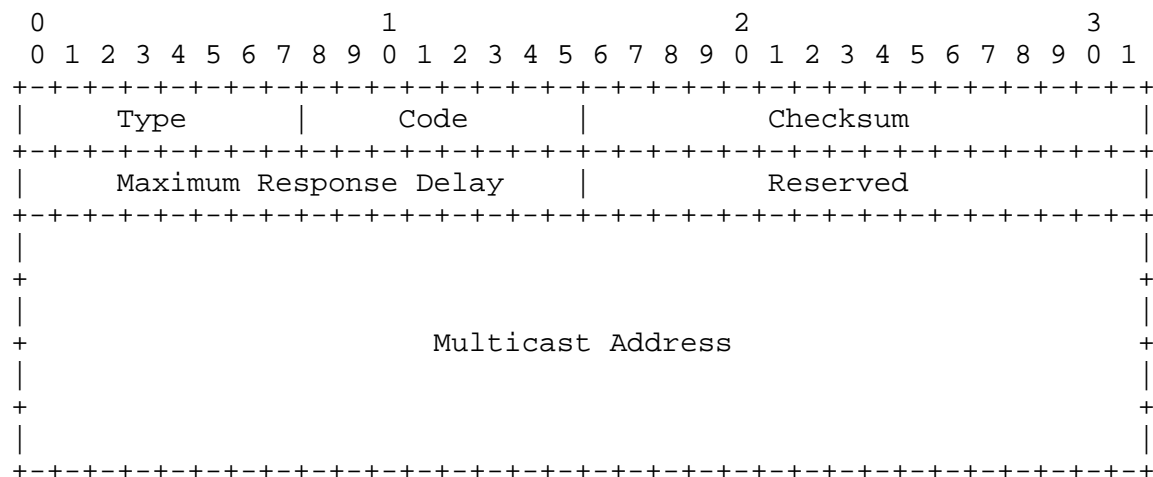 0                   1                   2                   3
 0 1 2 3 4 5 6 7 8 9 0 1 2 3 4 5 6 7 8 9 0 1 2 3 4 5 6 7 8 9 0 1
+-+-+-+-+-+-+-+-+-+-+-+-+-+-+-+-+-+-+-+-+-+-+-+-+-+-+-+-+-+-+-+-+
|     Type      |     Code      |          Checksum             |
+-+-+-+-+-+-+-+-+-+-+-+-+-+-+-+-+-+-+-+-+-+-+-+-+-+-+-+-+-+-+-+-+
|     Maximum Response Delay    |          Reserved             |
+-+-+-+-+-+-+-+-+-+-+-+-+-+-+-+-+-+-+-+-+-+-+-+-+-+-+-+-+-+-+-+-+
|                                                               |
+                                                               +
|                                                               |
+                       Multicast Address                       +
|                                                               |
+                                                               +
|                                                               |
+-+-+-+-+-+-+-+-+-+-+-+-+-+-+-+-+-+-+-+-+-+-+-+-+-+-+-+-+-+-+-+-+